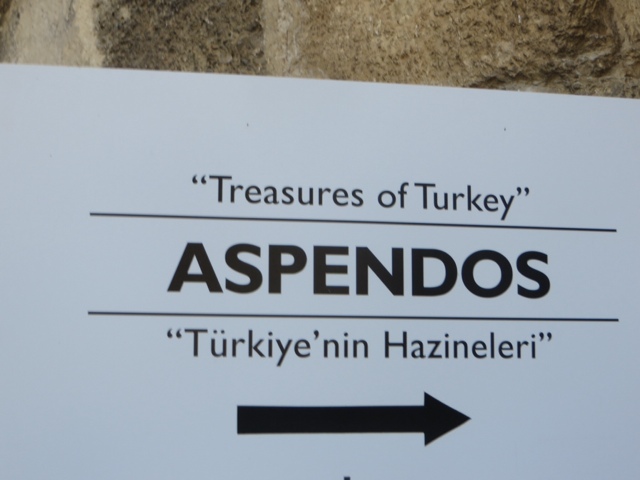 “Treasures of Turkey”
ASPENDOS
“Türkiye’nin Hazineleri”